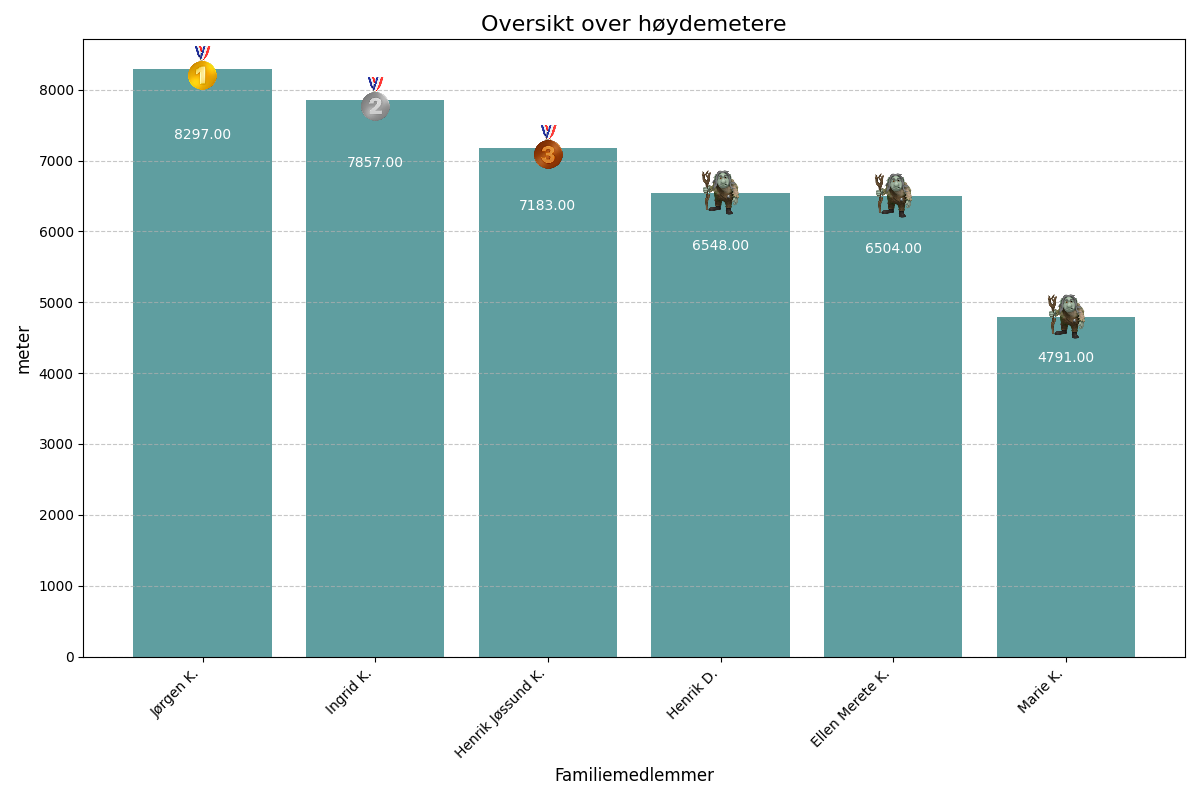 Oversikt over høydemetere
8000
7000
6000
5000
4000
3000
2000
1000
0
meter
1
2
3
8297.00
7857.00
7183.00
6548.00
6504.00
4791.00
Jørgen K.
Ingrid K.
Henrik Jøssund K.
Henrik D.
Ellen Merete K.
Marie K.
Familiemedlemmer